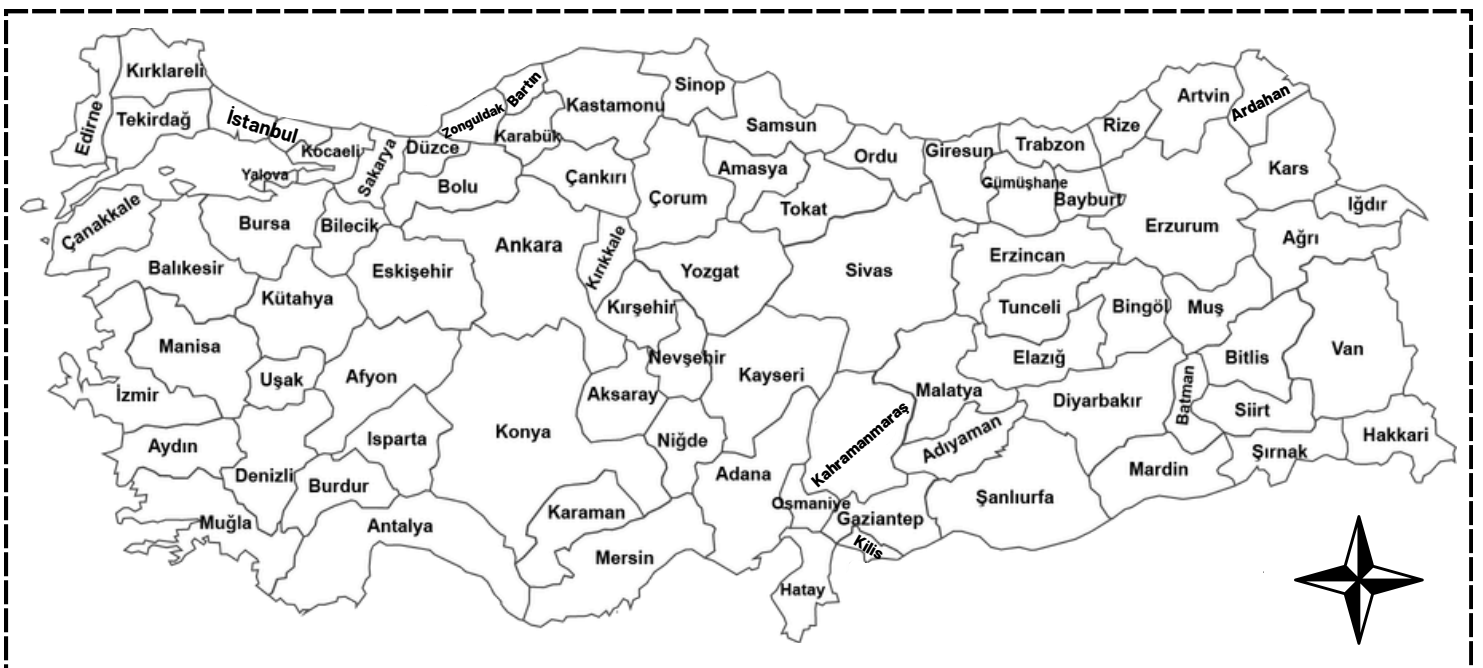 Kırklareli
Edirne
Tekirdağ
İstanbul
Kocaeli
Yalova
Sakarya
Düzce
Zonguldak
Bartın
Karabük
Kastamonu
Sinop
Samsun
Bolu
Çankırı
Çorum
Amasya
Tokat
Ordu
Giresun
Trabzon
Gümüşhane
Bayburt
Rize
Artvin
Ardahan
Kars
Iğdır
Ağrı
Erzurum
Erzincan
Çanakkale
Bursa
Bilecik
Balıkesir
Kütahya
Eskişehir
Ankara
Kırıkkale
Kırşehir
Yozgat
Sivas
Tunceli
Bingöl
Muş
Bitlis
Van
Manisa
Uşak
Afyon
İzmir
Aydın
Denizli
Isparta
Burdur
Muğla
Antalya
Konya
Aksaray
Nevşehir
Niğde
Kayseri
Malatya
Elazığ
Diyarbakır
Batman
Siirt
Şırnak
Hakkari
Mardin
Şanlıurfa
Adıyaman
Kahramanmaraş
Adana
Osmaniye
Gaziantep
Kilis
Hatay
Karaman
Mersin